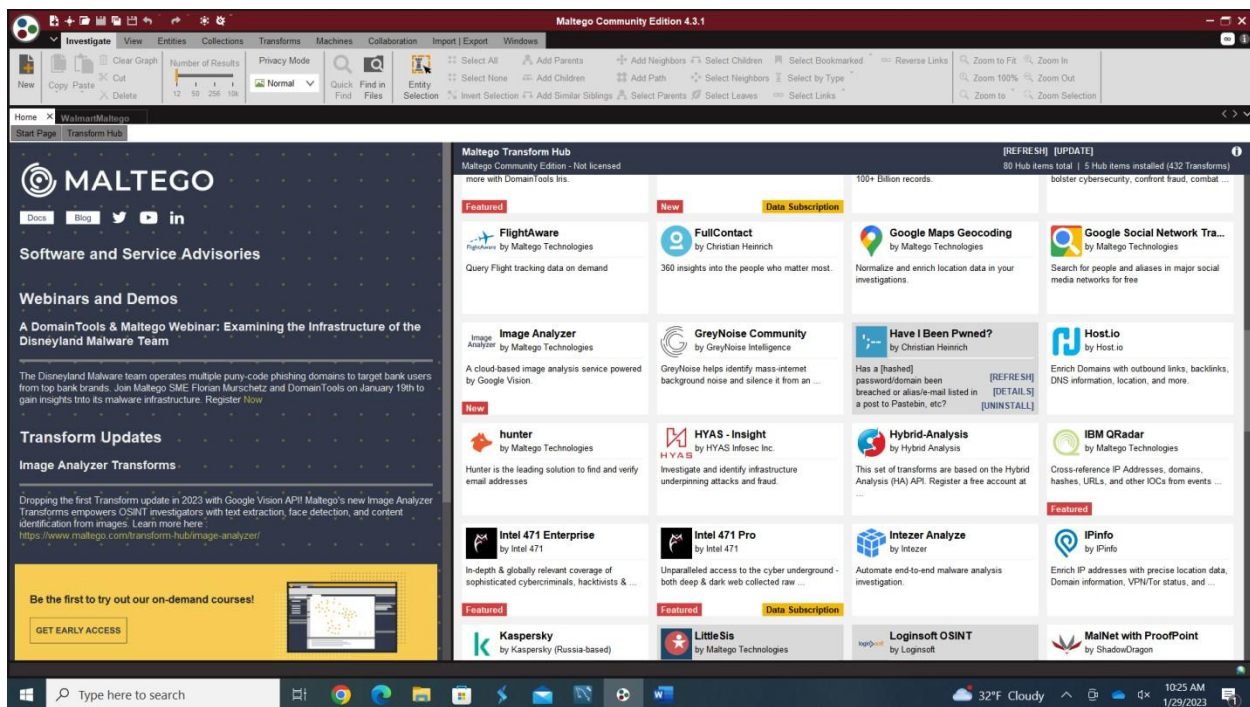 Maltego Community Edition 4.3.1
Investigate View Entities Collections Transforms Machines Collaboration Import | Export Windows
New
Copy Paste
Clear Graph
Cut
Delete
Number of Results
12 50 256 10k
Privacy Mode
Normal
Quick Find
Find in Files
Entity Selection
Select All
Select None
Invert Selection
Add Parents
Add Children
Add Similar Siblings
Add Neighbors
Add Path
Select Parents
Select Children
Select Neighbors
Select Leaves
Select Bookmarked
Select by Type
Select Links
Reverse Links
Zoom to Fit
Zoom 100%
Zoom to
Zoom In
Zoom Out
Zoom Selection
Home WalmartMaltego
Start Page Transform Hub
MALTEGO
Docs Blog
Software and Service Advisories
Webinars and Demos
A DomainTools & Maltego Webinar: Examining the Infrastructure of the
Disneyland Malware Team
The Disneyland Malware team operates multiple puny-code phishing domains to target bank users
from top bank brands. Join Maltego SME Florian Murschetz and DomainTools on January 19th to
gain insights into its malware infrastructure. Register Now
Transform Updates
Image Analyzer Transforms
Dropping the first Transform update in 2023 with Google Vision API! Maltego's new Image Analyzer
Transforms empowers OSINT investigators with text extraction, face detection, and content
identification from images. Learn more here :
https://www.maltego.com/transform-hub/image-analyzer/
Be the first to try out our on-demand courses!
GET EARLY ACCESS
Maltego Transform Hub
Maltego Community Edition - Not licensed
[REFRESH] [UPDATE]
80 Hub items total | 5 Hub items installed (432 Transforms)
more with DomainTools Iris.
Featured
New Data Subscription
100+ Billion records.
bolster cybersecurity, confront fraud, combat ...
FlightAware
FlightAware by Maltego Technologies
Query Flight tracking data on demand
FullContact
by Christian Heinrich
360 insights into the people who matter most.
Google Maps Geocoding
by Maltego Technologies
Normalize and enrich location data in your
investigations.
Google Social Network Tra...
by Maltego Technologies
Search for people and aliases in major social
media networks for free
Image Analyzer
Image Analyzer
by Maltego Technologies
A cloud-based image analysis service powered
by Google Vision.
New
GreyNoise Community
by GreyNoise Intelligence
GreyNoise helps identify mass-internet
background noise and silence it from an ...
Have I Been Pwned?
by Christian Heinrich
Has a [hashed]
password/domain been
breached or alias/e-mail listed in
a post to Pastebin, etc?
[REFRESH]
[DETAILS]
[UNINSTALL]
Host.io
by Host.io
Enrich Domains with outbound links, backlinks,
DNS information, location, and more.
hunter
by Maltego Technologies
Hunter is the leading solution to find and verify
email addresses
HYAS
HYAS - Insight
by HYAS Infosec Inc.
Investigate and identify infrastructure
underpinning attacks and fraud.
Hybrid-Analysis
by Hybrid Analysis
This set of transforms are based on the Hybrid
Analysis (HA) API. Register a free account at
...
IBM QRadar
by Maltego Technologies
Cross-reference IP Addresses, domains,
hashes, URLs, and other IOCs from events ...
Featured
Intel 471 Enterprise
by Intel 471
In-depth & globally relevant coverage of
sophisticated cybercriminals, hacktivists & ...
Featured
Intel 471 Pro
by Intel 471
Unparalleled access to the cyber underground -
both deep & dark web collected raw ...
Featured Data Subscription
Intezer Analyze
by Intezer
Automate end-to-end malware analysis
investigation.
IPinfo
by IPinfo
Enrich IP addresses with precise location data,
Domain information, VPN/Tor status, and ...
Kaspersky
by Kaspersky (Russia-based)
LittleSis
by Maltego Technologies
loginsoft
Loginsoft OSINT
by Loginsoft
MalNet with ProofPoint
by ShadowDragon
Type here to search
32°F Cloudy
10:25 AM
1/29/2023
1